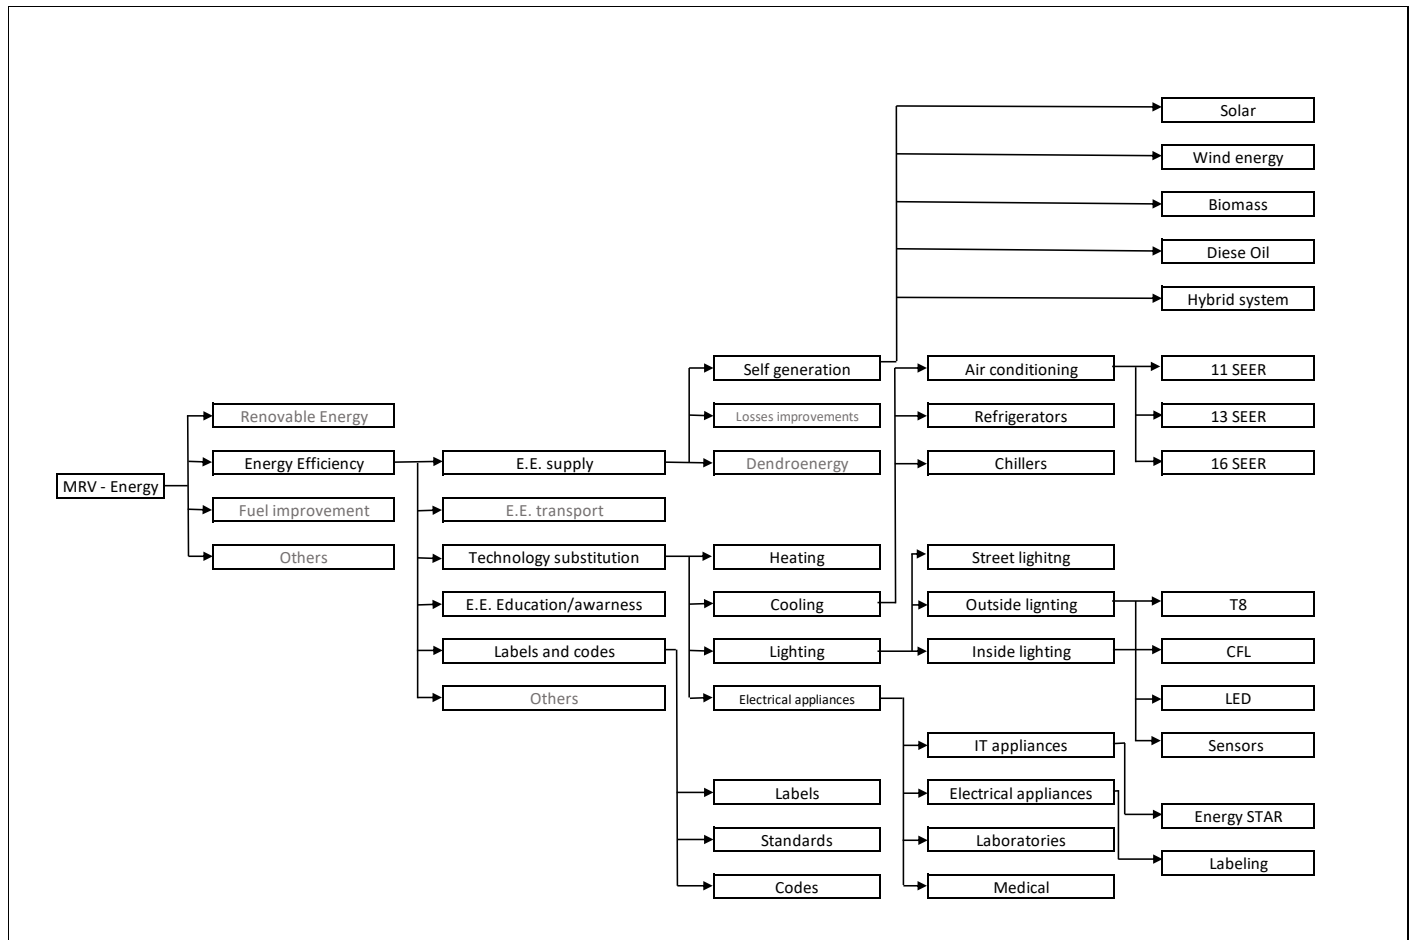 Solar
Wind energy
Biomass
Diese Oil
Hybrid system
Self generation
Air conditioning
11 SEER
Renovable Energy
Losses improvements
Refrigerators
13 SEER
Energy Efficiency
E.E. supply
Dendroenergy
Chillers
16 SEER
MRV - Energy
Fuel improvement
E.E. transport
Others
Technology substitution
Heating
Street lighitng
E.E. Education/awarness
Cooling
Outside lignting
T8
Labels and codes
Lighting
Inside lighting
CFL
Others
Electrical appliances
LED
IT appliances
Sensors
Labels
Electrical appliances
Energy STAR
Standards
Laboratories
Labeling
Codes
Medical